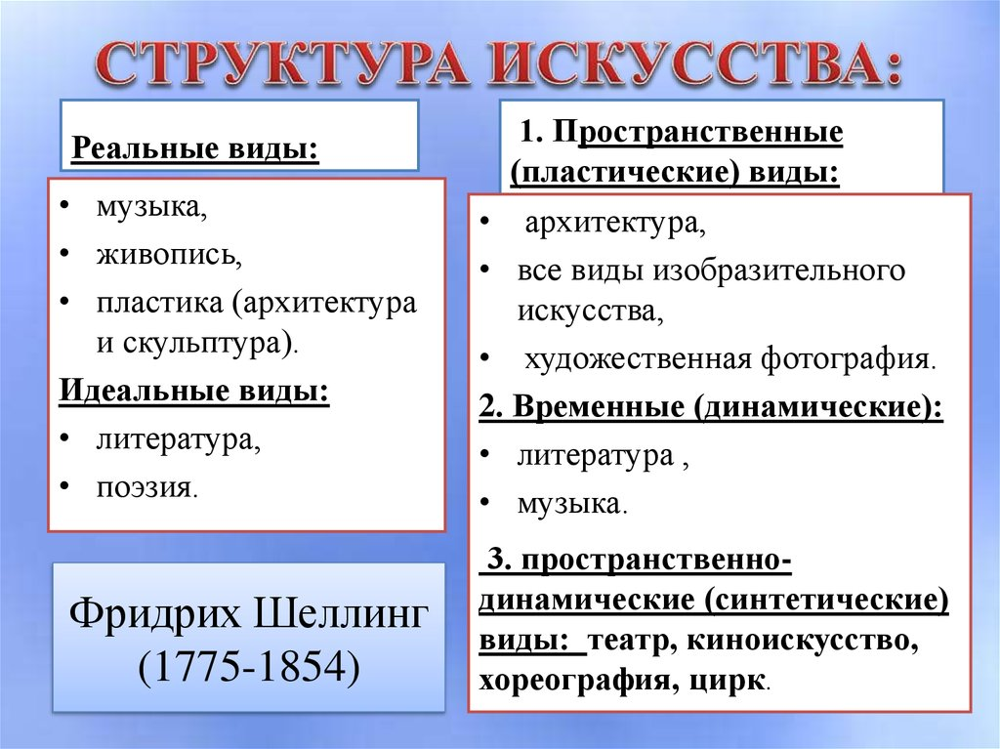 СТРУКТУРА ИСКУССТВА:
Реальные виды:
• музыка,
• живопись,
• пластика (архитектура
и скульптура).
Идеальные виды:
• литература,
• поэзия.
Фридрих Шеллинг
(1775-1854)
1. Пространственные
(пластические) виды:
• архитектура,
• все виды изобразительного
искусства,
• художественная фотография.
2. Временные (динамические):
• литература ,
• музыка.
3. пространственно-
динамические (синтетические)
виды: театр, киноискусство,
хореография, цирк.